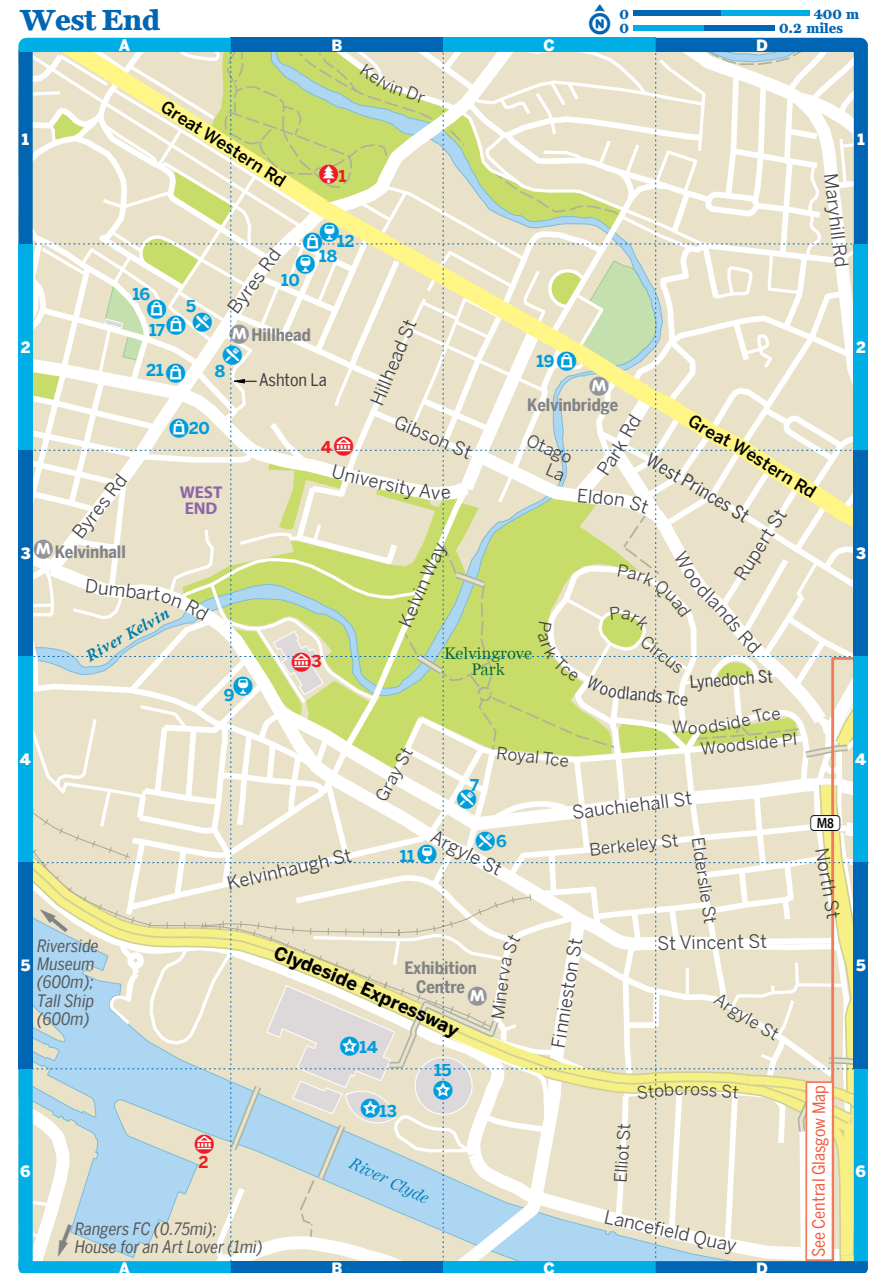 West End
N
0 400 m
0 0.2 miles
A B C D
1
1
Kelvin Dr
Great Western Rd
1
Maryhill Rd
12
18
10
Byres Rd
16
5
17
M Hillhead
2
2
8
21
Ashton La
Hillhead St
19
M
Kelvinbridge
20
4
Gibson St
Otago
La
Park Rd
Great Western Rd
University Ave
West Princes St
WEST
END
Eldon St
Byres Rd
Rupert St
3
3
M Kelvinhall
Kelvin Way
Park Quad
Woodlands Rd
Dumbarton Rd
River Kelvin
Park
Circus
Park Tce
3
Kelvingrove
Park
Woodlands Tce
Lynedoch St
9
Woodside Tce
Woodside Pl
4
4
Royal Tce
Gray St
7
Sauchiehall St
M8
6
Argyle St
Berkeley St
11
Kelvinhaugh St
Elderslie St
North St
Riverside
Museum
(600m);
Tall Ship
(600m)
5
5
St Vincent St
Clydeside Expressway
Exhibition
Centre M
Minerva St
Finnieston St
Argyle St
14
15
Stobcross St
13
See Central Glasgow Map
2
Elliot St
6
6
River Clyde
Lancefield Quay
Rangers FC (0.75mi);
House for an Art Lover (1mi)
A B C D